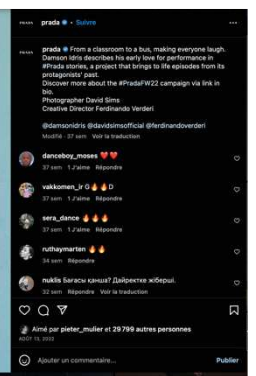 prada • Suivre
prada From a classroom to a bus, making everyone laugh.
Damson Idris describes his early love for performance in
#Prada stories, a project that brings to life episodes from its
protagonists' past.
Discover more about the #PradaFW22 campaign via link in
bio.
Photographer David Sims
Creative Director Ferdinando Verderi
@damsonidris @davidsimsofficial @ferdinandoverderi
Modifié · 37 sem Voir la traduction
danceboy_moses ❤️❤️
37 sem 1 J'aime Répondre
vakkomen_ir G🔥🔥D
37 sem 1 J'aime Répondre
sera_dance 🔥🔥🔥
37 sem 1 J'aime Répondre
ruthaymarten 🔥🔥
34 sem Répondre
nuklis Бағасы қанша? Дайректке жіберші.
32 sem Répondre Voir la traduction
Aimé par pieter_mulier et 29 799 autres personnes
AOÛT 13, 2022
Ajouter un commentaire... Publier